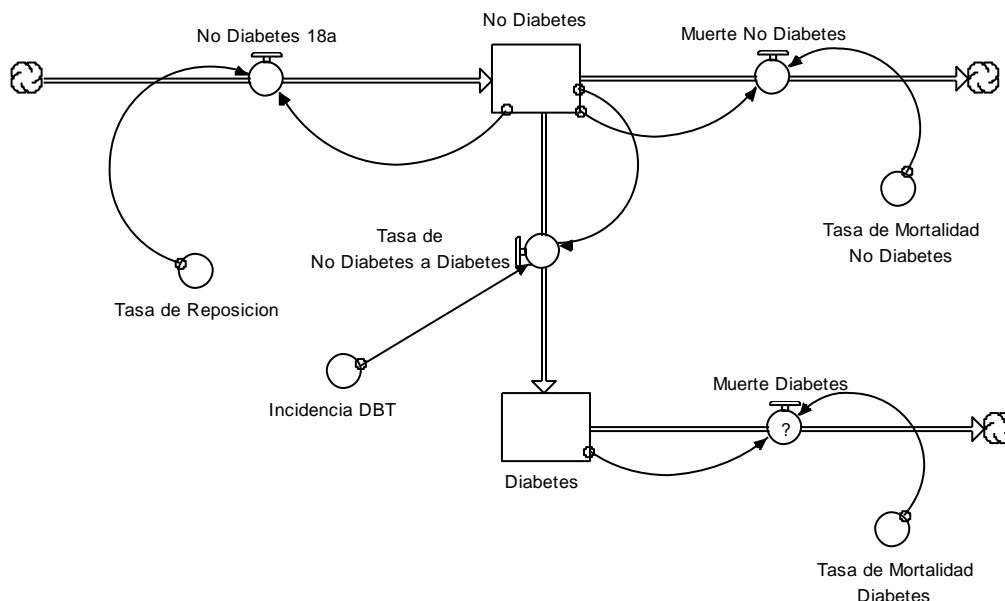 No Diabetes 18a
No Diabetes
Muerte No Diabetes
Tasa de
No Diabetes a Diabetes
Tasa de Mortalidad
No Diabetes
Tasa de Reposicion
Incidencia DBT
Muerte Diabetes
?
Diabetes
Tasa de Mortalidad
Diabetes